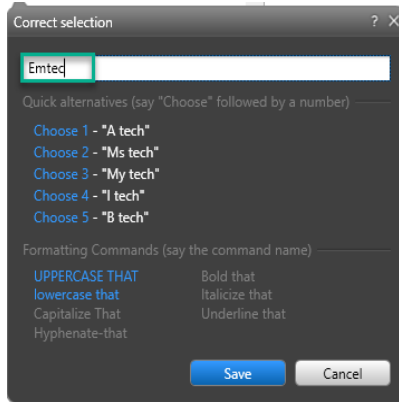 Correct selection ? ×
Emtec
Quick alternatives (say "Choose" followed by a number)
Choose 1 - "A tech"
Choose 2 - "Ms tech"
Choose 3 - "My tech"
Choose 4 - "I tech"
Choose 5 - "B tech"
Formatting Commands (say the command name)
UPPERCASE THAT Bold that
lowercase that Italicize that
Capitalize That Underline that
Hyphenate-that
Save Cancel